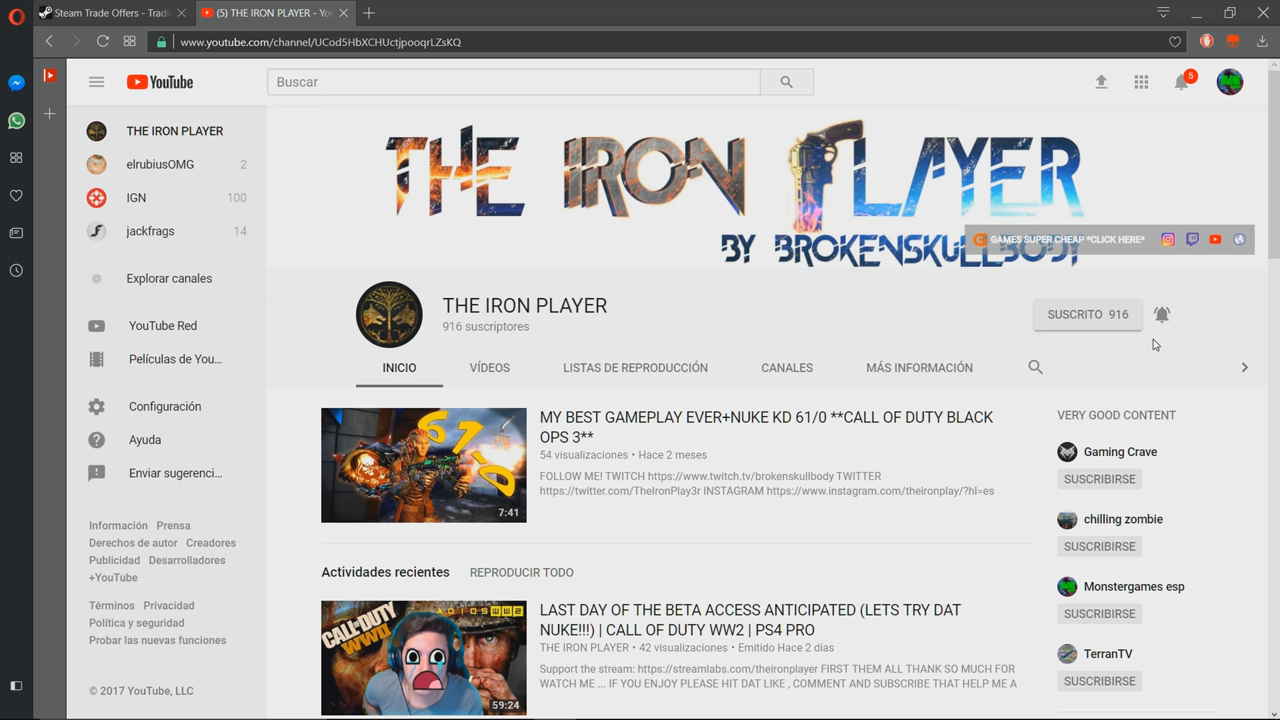 Steam Trade Offers - Tradi
(5) THE IRON PLAYER - Yo
www.youtube.com/channel/UCod5HbXCHUctjpooqrLZsKQ
YouTube
Buscar
5
THE IRON PLAYER
elrubiusOMG 2
IGN 100
jackfrags 14
Explorar canales
YouTube Red
Películas de You...
Configuración
Ayuda
Enviar sugerenci...
Información Prensa
Derechos de autor Creadores
Publicidad Desarrolladores
+YouTube
Términos Privacidad
Política y seguridad
Probar las nuevas funciones
© 2017 YouTube, LLC
THE IRON PLAYER
BY BROKENSKULLBODY
GAMES SUPER CHEAP *CLICK HERE*
THE IRON PLAYER
916 suscriptores
SUSCRITO 916
INICIO VÍDEOS LISTAS DE REPRODUCCIÓN CANALES MÁS INFORMACIÓN
61-0
7:41
MY BEST GAMEPLAY EVER+NUKE KD 61/0 **CALL OF DUTY BLACK
OPS 3**
54 visualizaciones • Hace 2 meses
FOLLOW ME! TWITCH https://www.twitch.tv/brokenskullbody TWITTER
https://twitter.com/TheIronPlay3r INSTAGRAM https://www.instagram.com/theironplay/?hl=es
Actividades recientes REPRODUCIR TODO
CALL OF DUTY
WWII
ADIOS WW2
59:24
LAST DAY OF THE BETA ACCESS ANTICIPATED (LETS TRY DAT
NUKE!!!) | CALL OF DUTY WW2 | PS4 PRO
THE IRON PLAYER • 42 visualizaciones • Emitido Hace 2 días
Support the stream: https://streamlabs.com/theironplayer FIRST THEM ALL THANK SO MUCH FOR
WATCH ME ... IF YOU ENJOY PLEASE HIT DAT LIKE , COMMENT AND SUBSCRIBE THAT HELP ME A
VERY GOOD CONTENT
Gaming Crave
SUSCRIBIRSE
chilling zombie
SUSCRIBIRSE
Monstergames esp
SUSCRIBIRSE
TerranTV
SUSCRIBIRSE